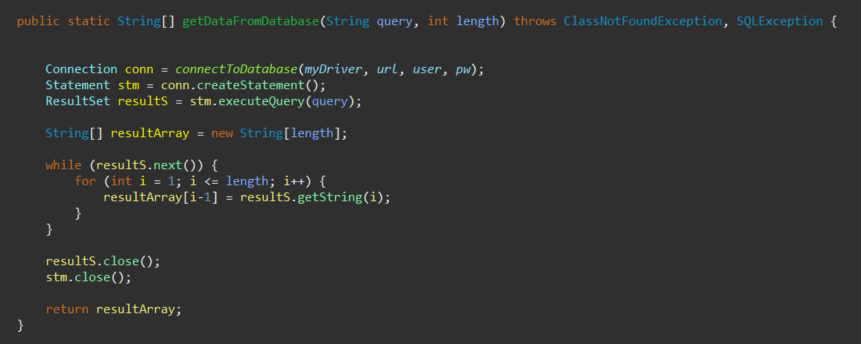 public static String[] getDataFromDatabase(String query, int length) throws ClassNotFoundException, SQLException {
Connection conn = connectToDatabase(myDriver, url, user, pw);
Statement stm = conn.createStatement();
ResultSet resultS = stm.executeQuery(query);
String[] resultArray = new String[length];
while (resultS.next()) {
for (int i = 1; i <= length; i++) {
resultArray[i-1] = resultS.getString(i);
}
}
resultS.close();
stm.close();
return resultArray;
}